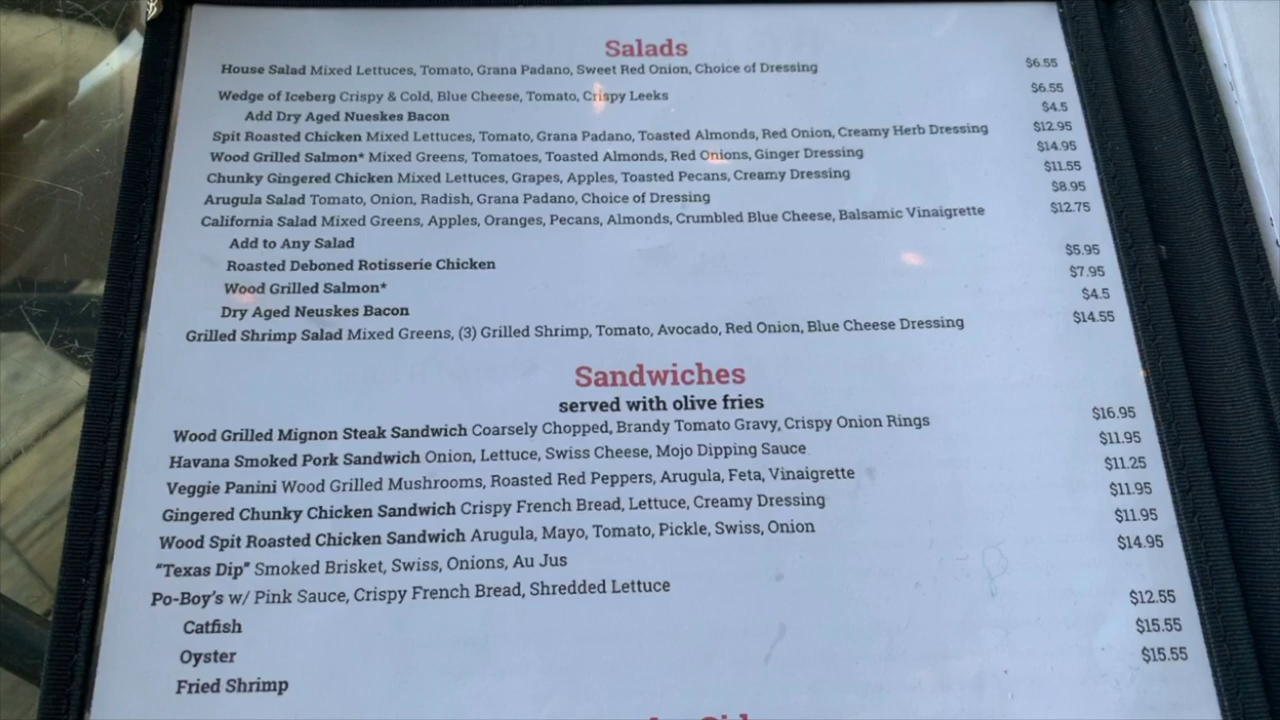 Salads
House Salad Mixed Lettuces, Tomato, Grana Padano, Sweet Red Onion, Choice of Dressing $6.55
Wedge of Iceberg Crispy & Cold, Blue Cheese, Tomato, Crispy Leeks $6.55
Add Dry Aged Nueskes Bacon $4.5
Spit Roasted Chicken Mixed Lettuces, Tomato, Grana Padano, Toasted Almonds, Red Onion, Creamy Herb Dressing $12.95
Wood Grilled Salmon* Mixed Greens, Tomatoes, Toasted Almonds, Red Onions, Ginger Dressing $14.95
Chunky Gingered Chicken Mixed Lettuces, Grapes, Apples, Toasted Pecans, Creamy Dressing $11.55
Arugula Salad Tomato, Onion, Radish, Grana Padano, Choice of Dressing $8.95
California Salad Mixed Greens, Apples, Oranges, Pecans, Almonds, Crumbled Blue Cheese, Balsamic Vinaigrette $12.75
Add to Any Salad
Roasted Deboned Rotisserie Chicken $5.95
Wood Grilled Salmon* $7.95
Dry Aged Neuskes Bacon $4.5
Grilled Shrimp Salad Mixed Greens, (3) Grilled Shrimp, Tomato, Avocado, Red Onion, Blue Cheese Dressing $14.55
Sandwiches
served with olive fries
Wood Grilled Mignon Steak Sandwich Coarsely Chopped, Brandy Tomato Gravy, Crispy Onion Rings $16.95
Havana Smoked Pork Sandwich Onion, Lettuce, Swiss Cheese, Mojo Dipping Sauce $11.95
Veggie Panini Wood Grilled Mushrooms, Roasted Red Peppers, Arugula, Feta, Vinaigrette $11.25
Gingered Chunky Chicken Sandwich Crispy French Bread, Lettuce, Creamy Dressing $11.95
Wood Spit Roasted Chicken Sandwich Arugula, Mayo, Tomato, Pickle, Swiss, Onion $11.95
"Texas Dip" Smoked Brisket, Swiss, Onions, Au Jus $14.95
Po-Boy's w/ Pink Sauce, Crispy French Bread, Shredded Lettuce
Catfish $12.55
Oyster $15.55
Fried Shrimp $15.55